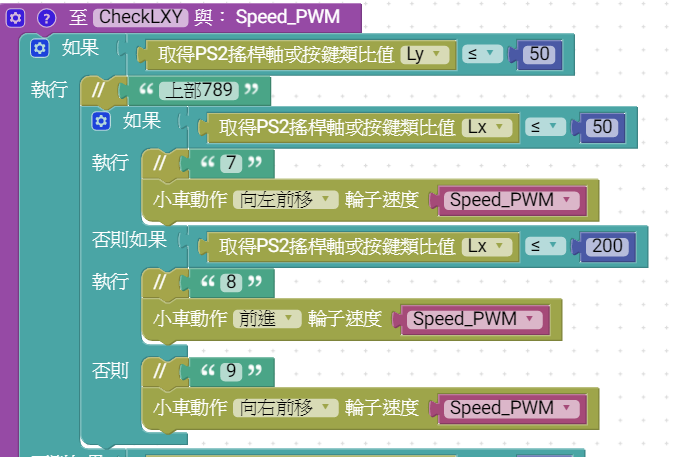 至 CheckLXY 與： Speed_PWM
如果 取得PS2搖桿軸或按鍵類比值 Ly ≤ 50
執行 // “ 上部789 ”
如果 取得PS2搖桿軸或按鍵類比值 Lx ≤ 50
執行 // “ 7 ”
小車動作 向左前移 輪子速度 Speed_PWM
否則如果 取得PS2搖桿軸或按鍵類比值 Lx ≤ 200
執行 // “ 8 ”
小車動作 前進 輪子速度 Speed_PWM
否則 // “ 9 ”
小車動作 向右前移 輪子速度 Speed_PWM